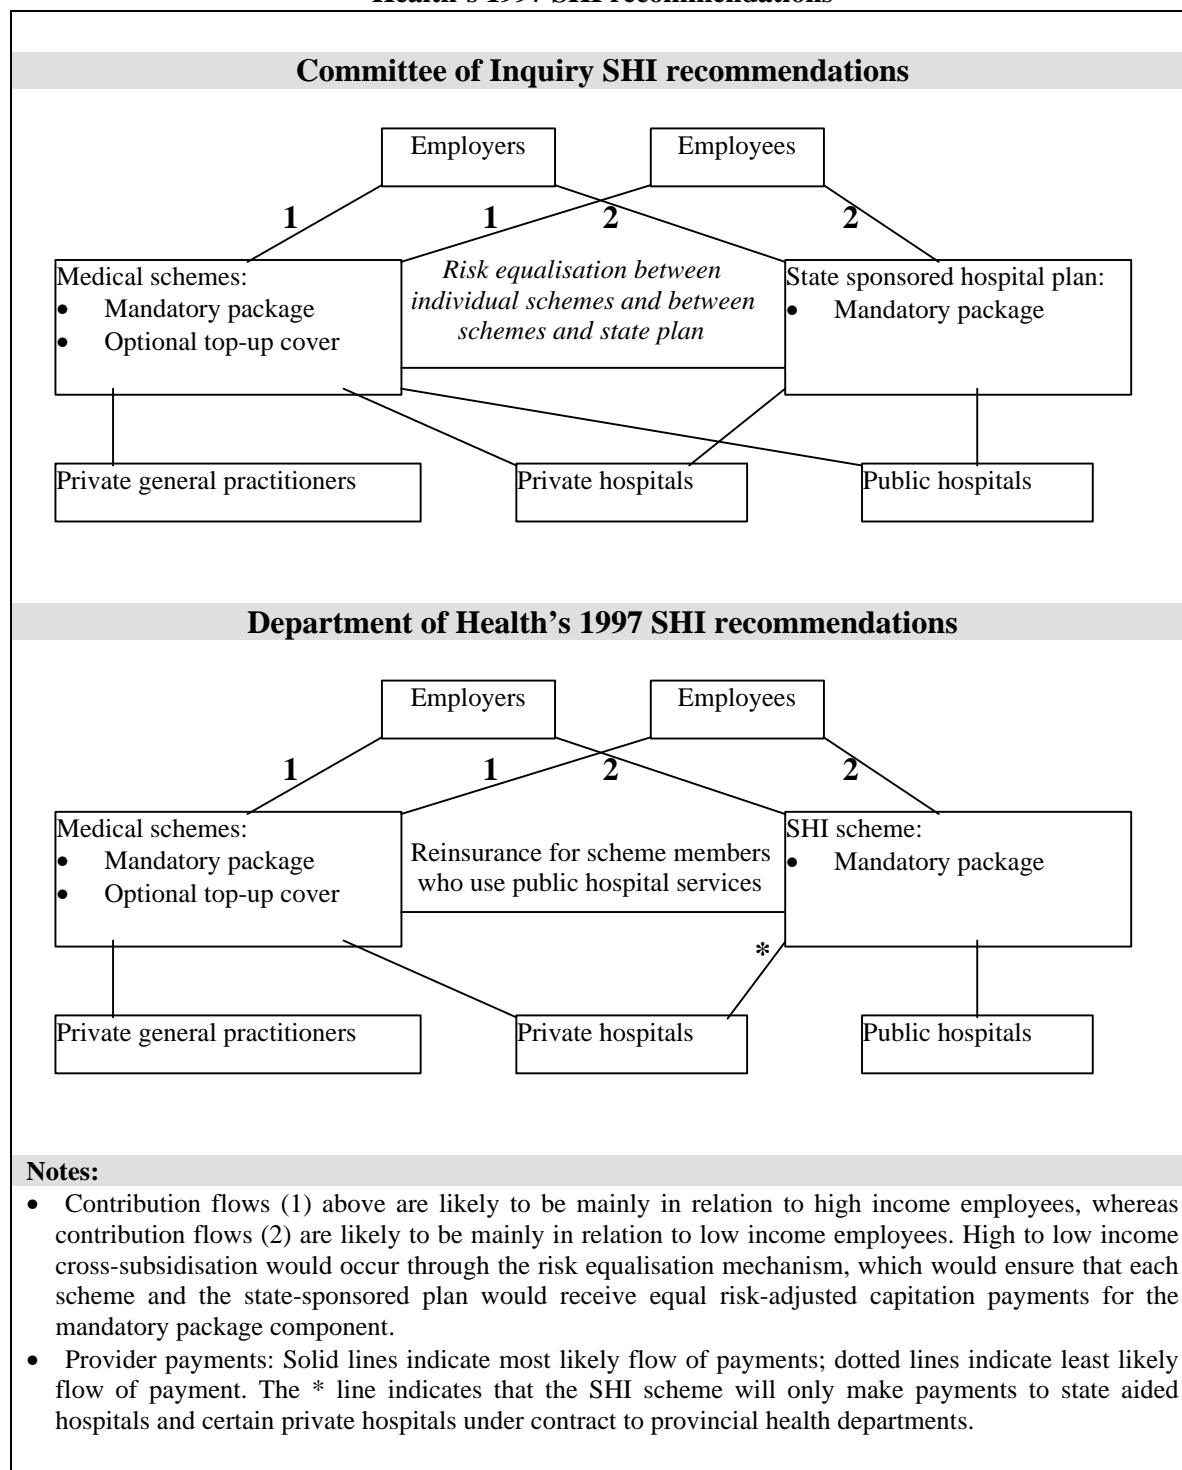 Health's 1997 SHI recommendations
Committee of Inquiry SHI recommendations
Employers
Employees
1
1
2
2
Medical schemes:
• Mandatory package
• Optional top-up cover
Risk equalisation between
individual schemes and between
schemes and state plan
State sponsored hospital plan:
• Mandatory package
Private general practitioners
Private hospitals
Public hospitals
Department of Health's 1997 SHI recommendations
Employers
Employees
1
1
2
2
Medical schemes:
• Mandatory package
• Optional top-up cover
Reinsurance for scheme members
who use public hospital services
SHI scheme:
• Mandatory package
*
Private general practitioners
Private hospitals
Public hospitals
Notes:
• Contribution flows (1) above are likely to be mainly in relation to high income employees, whereas
contribution flows (2) are likely to be mainly in relation to low income employees. High to low income
cross-subsidisation would occur through the risk equalisation mechanism, which would ensure that each
scheme and the state-sponsored plan would receive equal risk-adjusted capitation payments for the
mandatory package component.
• Provider payments: Solid lines indicate most likely flow of payments; dotted lines indicate least likely
flow of payment. The * line indicates that the SHI scheme will only make payments to state aided
hospitals and certain private hospitals under contract to provincial health departments.